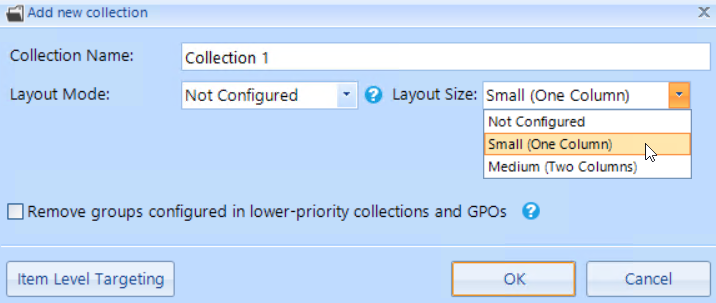 Add new collection
Collection Name: Collection 1
Layout Mode: Not Configured ? Layout Size: Small (One Column)
Not Configured
Small (One Column)
Medium (Two Columns)
Remove groups configured in lower-priority collections and GPOs ?
Item Level Targeting OK Cancel